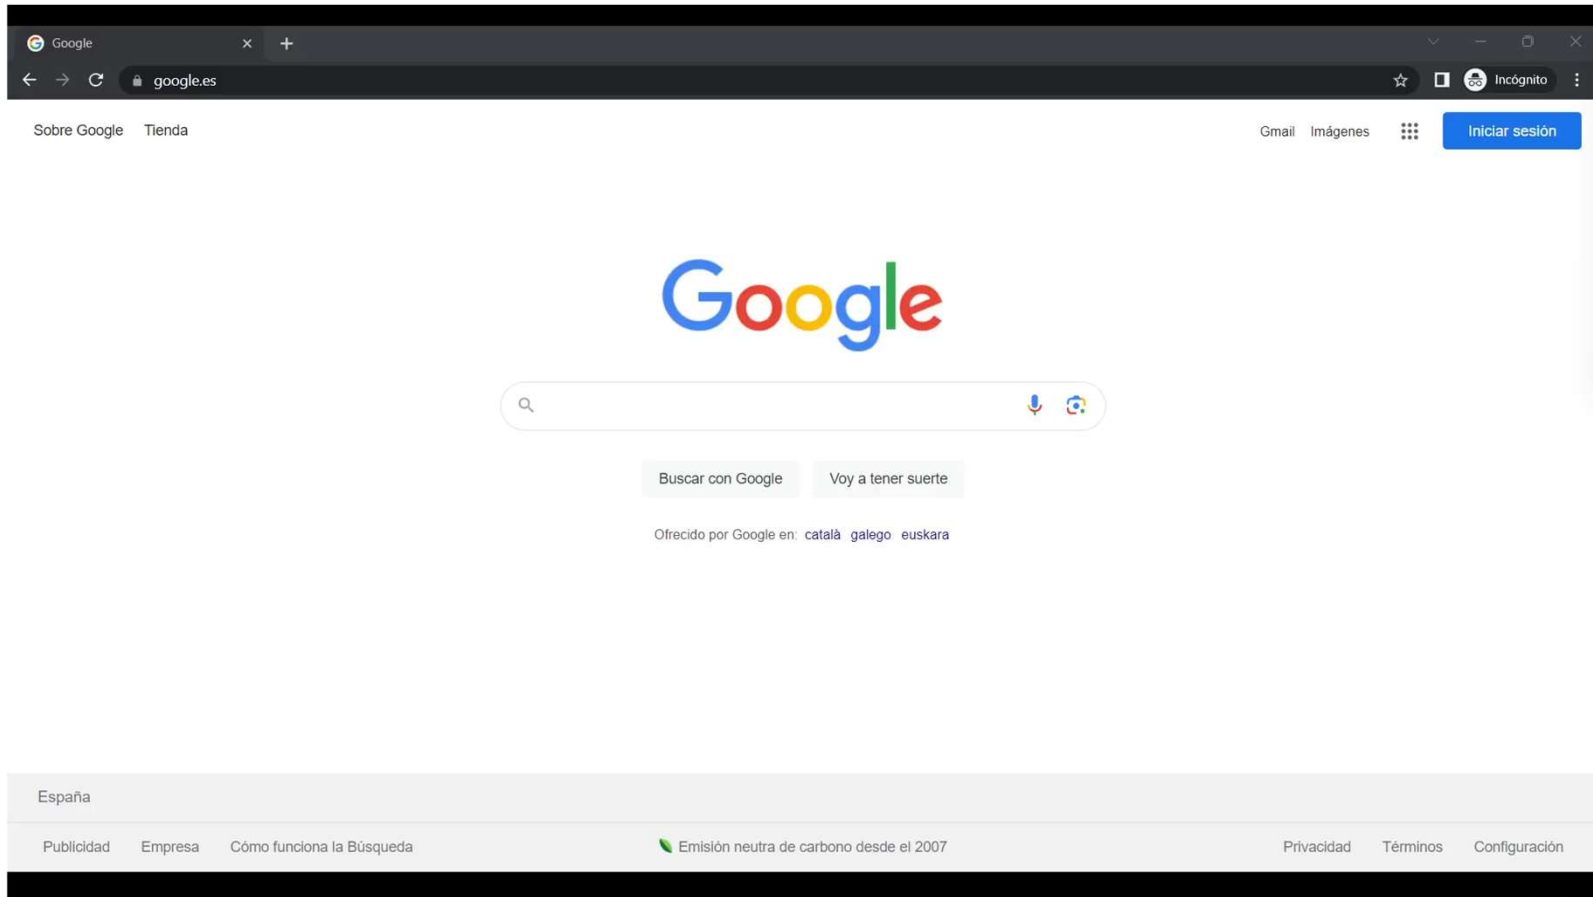 Google
google.es
Incógnito
Sobre Google Tienda
Gmail Imágenes
Iniciar sesión
Google
Buscar con Google Voy a tener suerte
Ofrecido por Google en: català galego euskara
España
Publicidad Empresa Cómo funciona la Búsqueda Emisión neutra de carbono desde el 2007 Privacidad Términos Configuración